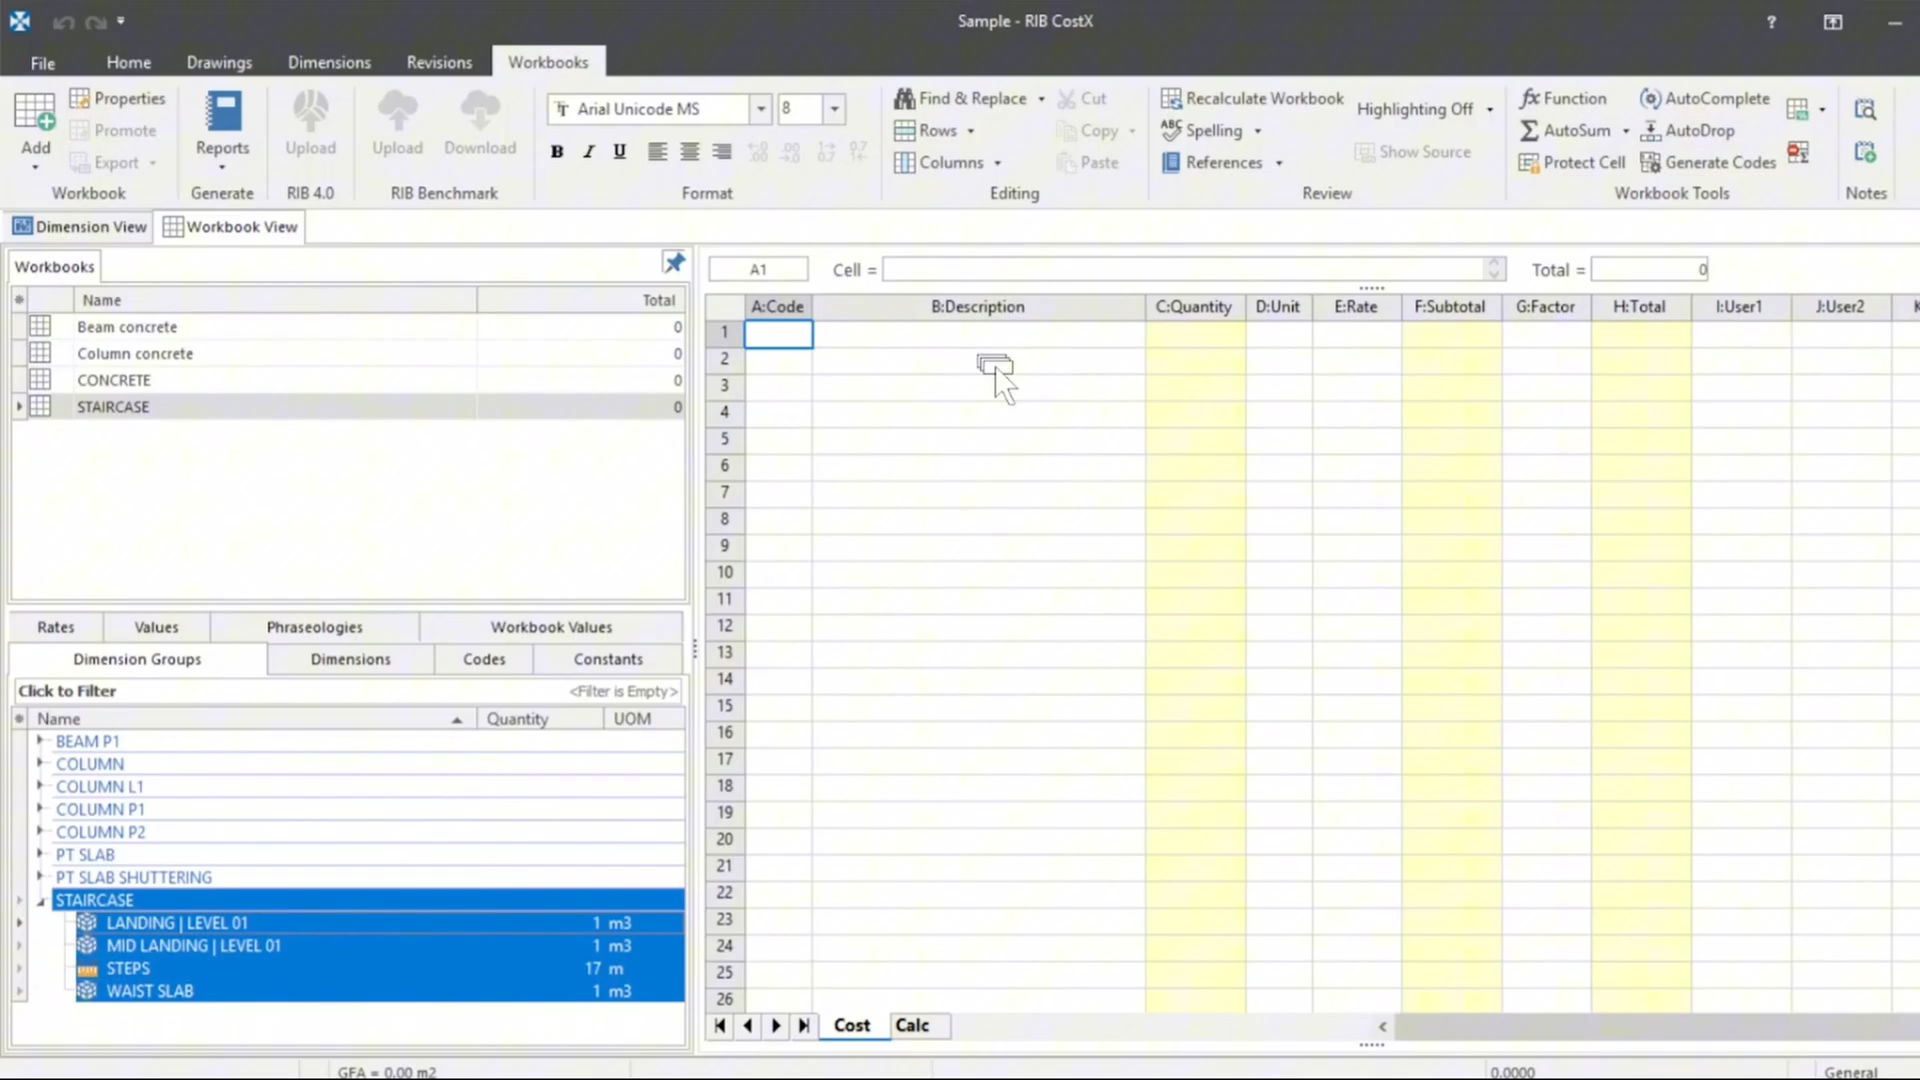 Sample - RIB CostX
?
File Home Drawings Dimensions Revisions Workbooks
Add
Properties
Promote
Export
Workbook
Reports
Generate
Upload
RIB 4.0
Upload Download
RIB Benchmark
Arial Unicode MS 8
B I U
Format
Find & Replace
Rows
Columns
Cut
Copy
Paste
Editing
Recalculate Workbook
Spelling
References
Highlighting Off
Show Source
Review
Function
AutoSum
Protect Cell
AutoComplete
AutoDrop
Generate Codes
Workbook Tools
Notes
Dimension View Workbook View
Workbooks
Name Total
Beam concrete 0
Column concrete 0
CONCRETE 0
STAIRCASE 0
Rates Values Phraseologies Workbook Values
Dimension Groups Dimensions Codes Constants
Click to Filter <Filter is Empty>
Name Quantity UOM
BEAM P1
COLUMN
COLUMN L1
COLUMN P1
COLUMN P2
PT SLAB
PT SLAB SHUTTERING
STAIRCASE
LANDING | LEVEL 01 1 m3
MID LANDING | LEVEL 01 1 m3
STEPS 17 m
WAIST SLAB 1 m3
A1 Cell = Total = 0
A:Code B:Description C:Quantity D:Unit E:Rate F:Subtotal G:Factor H:Total I:User1 J:User2
1
2
3
4
5
6
7
8
9
10
11
12
13
14
15
16
17
18
19
20
21
22
23
24
25
26
Cost Calc
GFA = 0.00 m2 0.0000 General